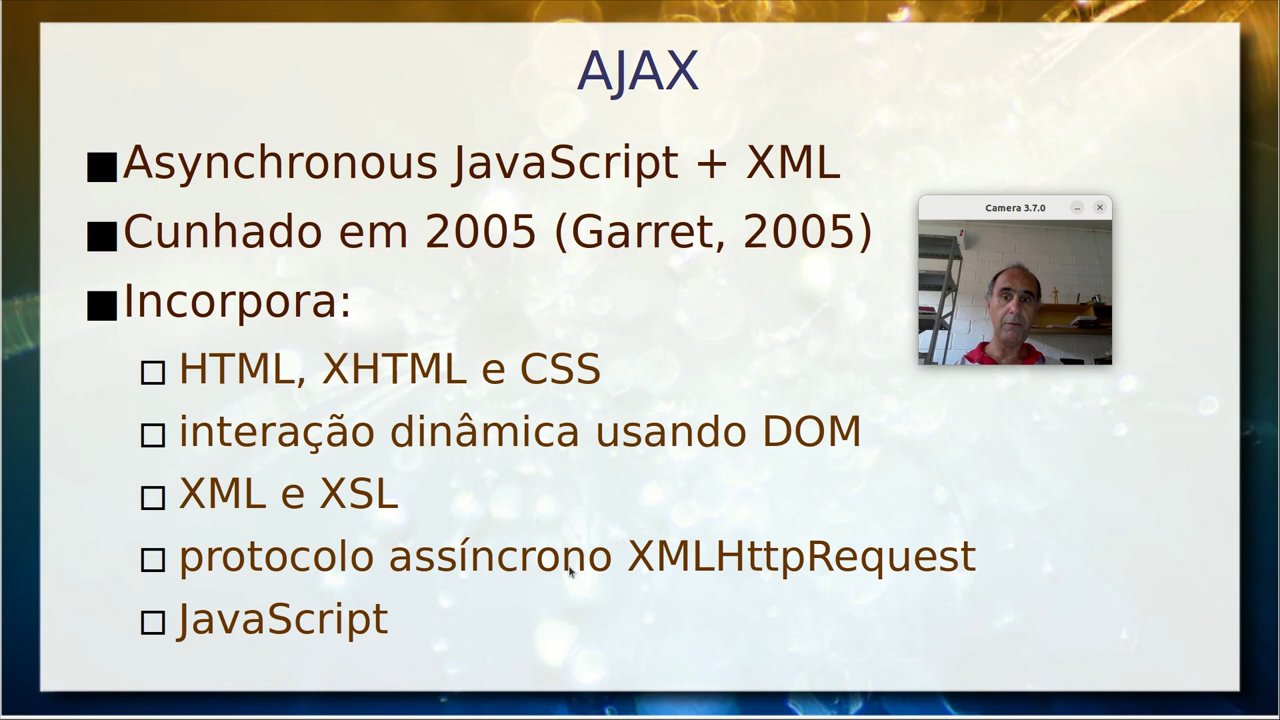 AJAX
Asynchronous JavaScript + XML
Cunhado em 2005 (Garret, 2005)
Camera 3.7.0
Incorpora:
HTML, XHTML e CSS
interação dinâmica usando DOM
XML e XSL
protocolo assíncrono XMLHttpRequest
JavaScript